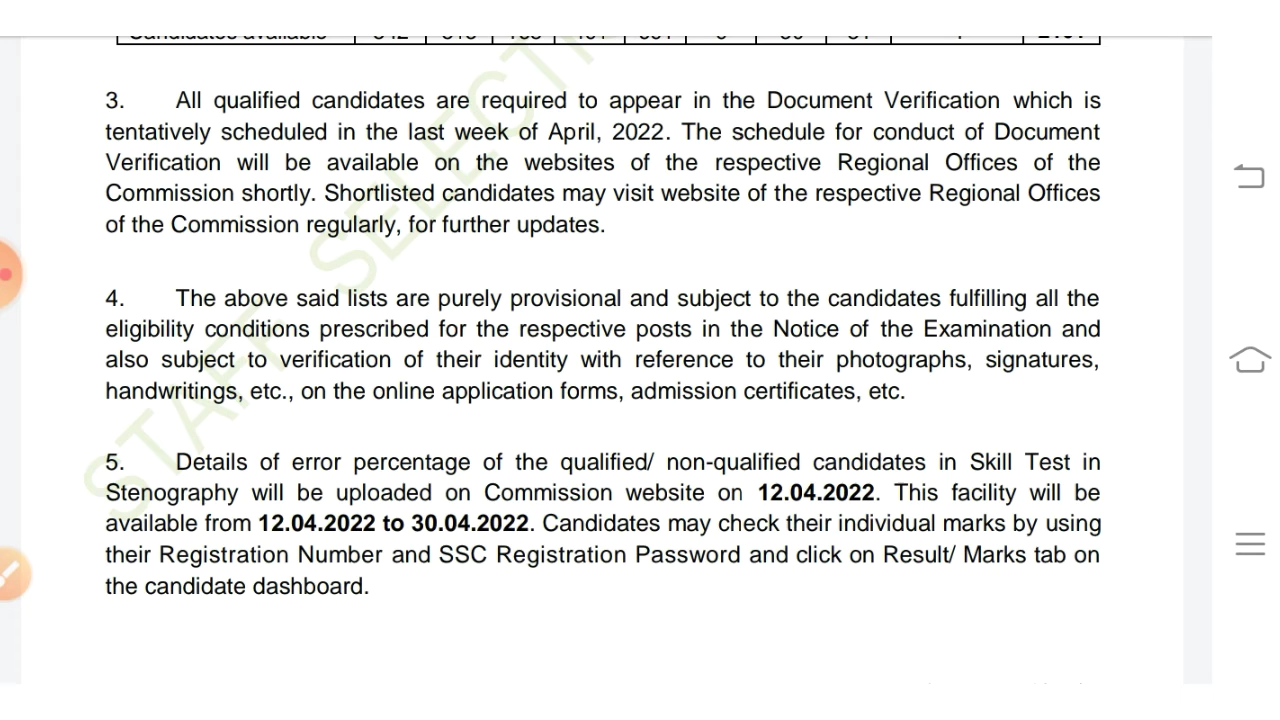 3. All qualified candidates are required to appear in the Document Verification which is
tentatively scheduled in the last week of April, 2022. The schedule for conduct of Document
Verification will be available on the websites of the respective Regional Offices of the
Commission shortly. Shortlisted candidates may visit website of the respective Regional Offices
of the Commission regularly, for further updates.
4. The above said lists are purely provisional and subject to the candidates fulfilling all the
eligibility conditions prescribed for the respective posts in the Notice of the Examination and
also subject to verification of their identity with reference to their photographs, signatures,
handwritings, etc., on the online application forms, admission certificates, etc.
5. Details of error percentage of the qualified/ non-qualified candidates in Skill Test in
Stenography will be uploaded on Commission website on 12.04.2022. This facility will be
available from 12.04.2022 to 30.04.2022. Candidates may check their individual marks by using
their Registration Number and SSC Registration Password and click on Result/ Marks tab on
the candidate dashboard.
STAFF SELECTI